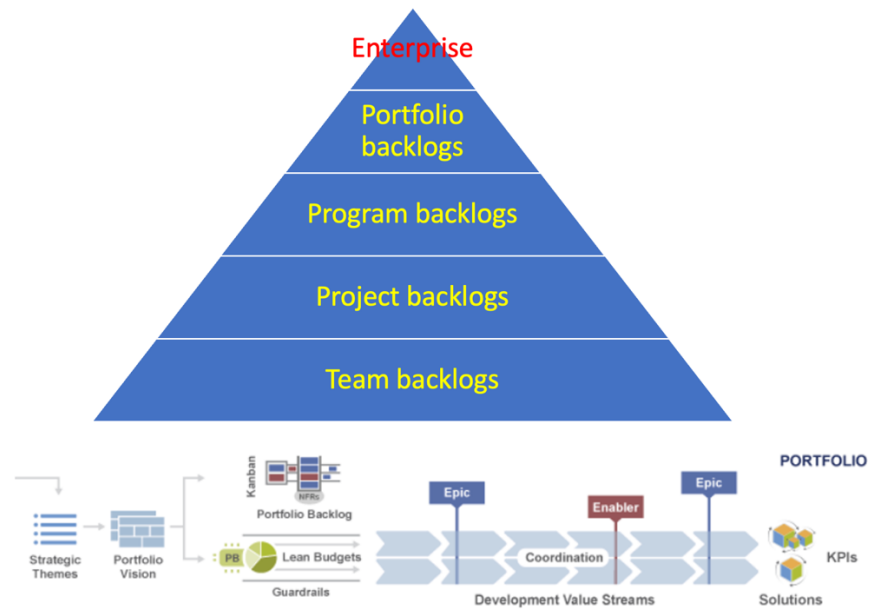 Enterprise
Portfolio
backlogs
Program backlogs
Project backlogs
Team backlogs
PORTFOLIO
Kanban
NFRs
Portfolio Backlog
Epic
Enabler
Epic
Strategic
Themes
Portfolio
Vision
PB
Lean Budgets
Guardrails
Coordination
Development Value Streams
KPIs
Solutions